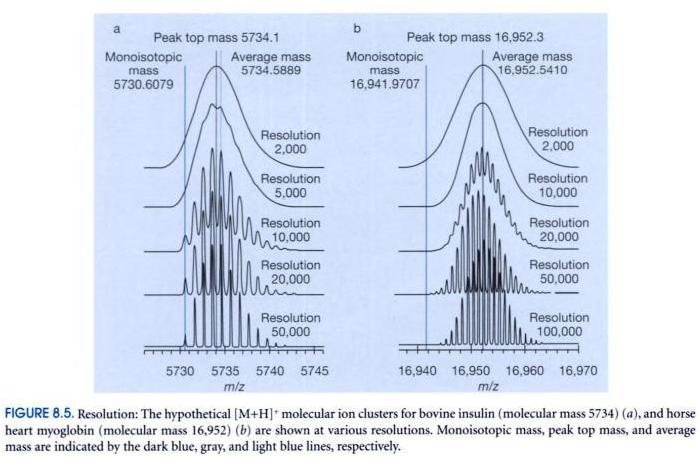 a
Peak top mass 5734.1
Monoisotopic
mass
5730.6079
Average mass
5734.5889
Resolution
2,000
Resolution
5,000
Resolution
10,000
Resolution
20,000
Resolution
50,000
5730 5735 5740 5745
m/z
b
Peak top mass 16,952.3
Monoisotopic
mass
16,941.9707
Average mass
16,952.5410
Resolution
2,000
Resolution
10,000
Resolution
20,000
Resolution
50,000
Resolution
100,000
16,940 16,950 16,960 16,970
m/z
FIGURE 8.5. Resolution: The hypothetical [M+H]⁺ molecular ion clusters for bovine insulin (molecular mass 5734) (a), and horse
heart myoglobin (molecular mass 16,952) (b) are shown at various resolutions. Monoisotopic mass, peak top mass, and average
mass are indicated by the dark blue, gray, and light blue lines, respectively.